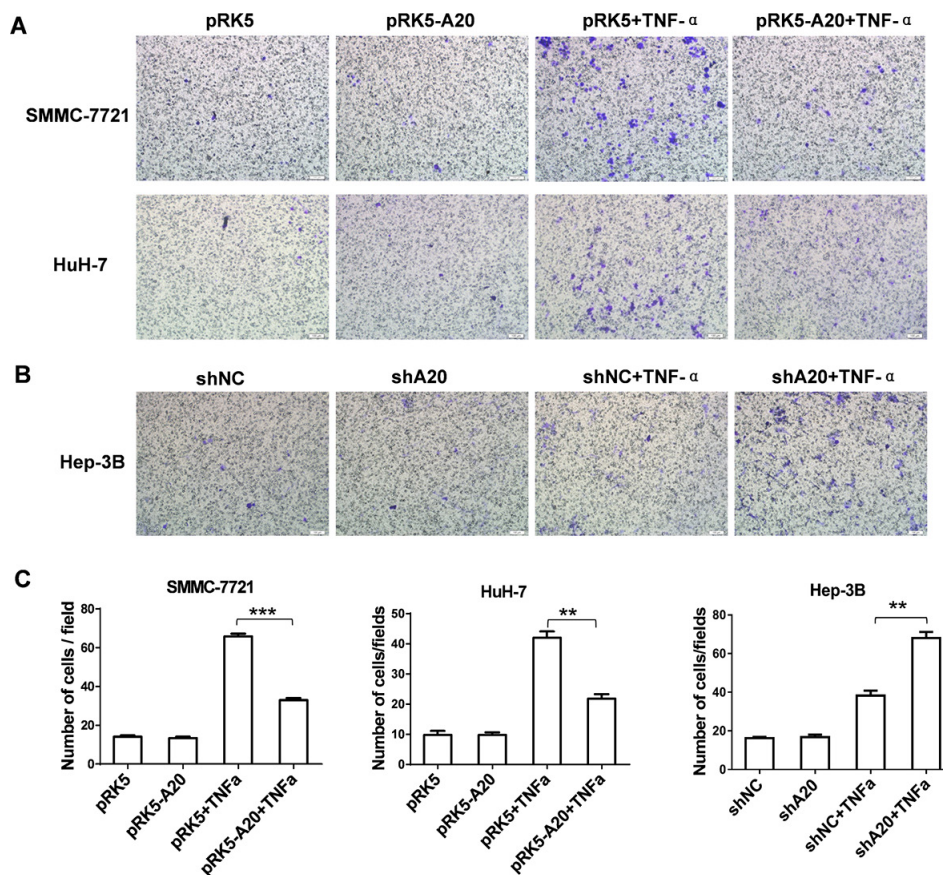 A
pRK5 pRK5-A20 pRK5+TNF-α pRK5-A20+TNF-α
SMMC-7721
HuH-7
B
shNC shA20 shNC+TNF-α shA20+TNF-α
Hep-3B
C
SMMC-7721
Number of cells / field
80
60
40
20
0
***
pRK5
pRK5-A20
pRK5+TNFa
pRK5-A20+TNFa
HuH-7
Number of cells/fields
50
40
30
20
10
0
**
pRK5
pRK5-A20
pRK5+TNFa
pRK5-A20+TNFa
Hep-3B
Number of cells/fields
80
60
40
20
0
**
shNC
shA20
shNC+TNFa
shA20+TNFa